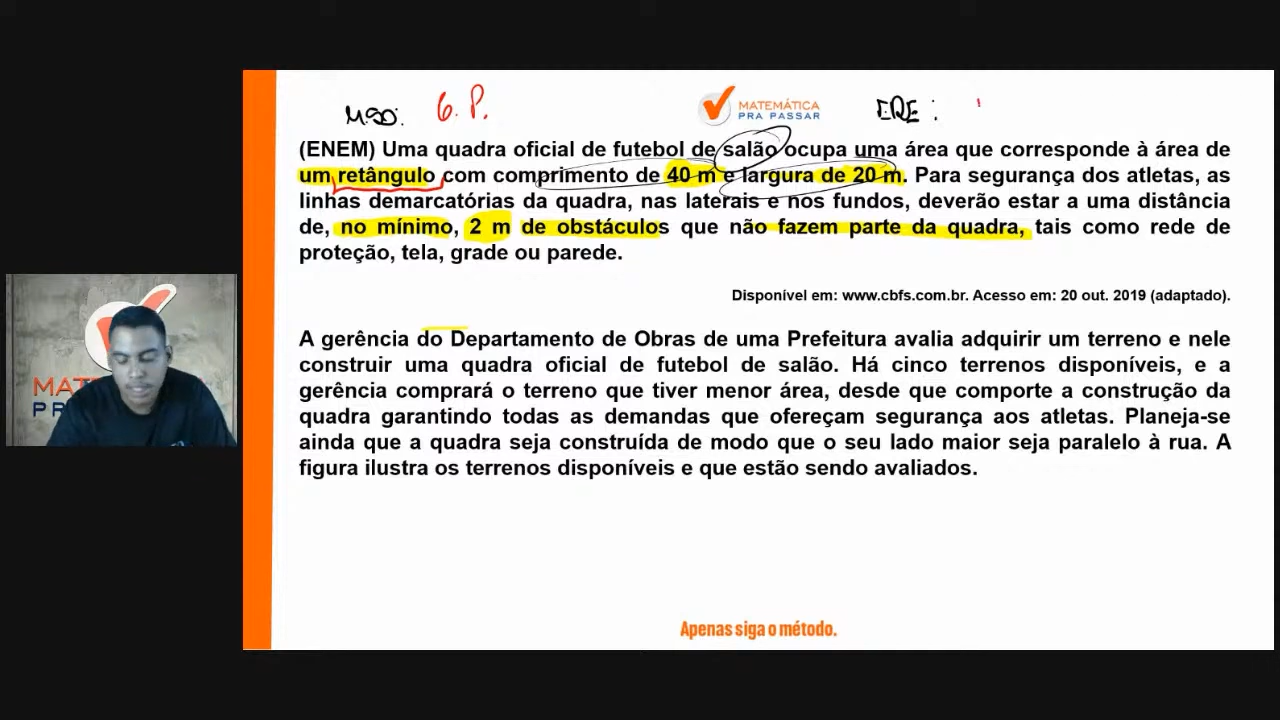 MSD: G.P.
MATEMÁTICA
PRA PASSAR
ERE:
(ENEM) Uma quadra oficial de futebol de salão ocupa uma área que corresponde à área de
um retângulo com comprimento de 40 m e largura de 20 m. Para segurança dos atletas, as
linhas demarcatórias da quadra, nas laterais e nos fundos, deverão estar a uma distância
de, no mínimo, 2 m de obstáculos que não fazem parte da quadra, tais como rede de
proteção, tela, grade ou parede.
Disponível em: www.cbfs.com.br. Acesso em: 20 out. 2019 (adaptado).
A gerência do Departamento de Obras de uma Prefeitura avalia adquirir um terreno e nele
construir uma quadra oficial de futebol de salão. Há cinco terrenos disponíveis, e a
gerência comprará o terreno que tiver menor área, desde que comporte a construção da
quadra garantindo todas as demandas que ofereçam segurança aos atletas. Planeja-se
ainda que a quadra seja construída de modo que o seu lado maior seja paralelo à rua. A
figura ilustra os terrenos disponíveis e que estão sendo avaliados.
Apenas siga o método.